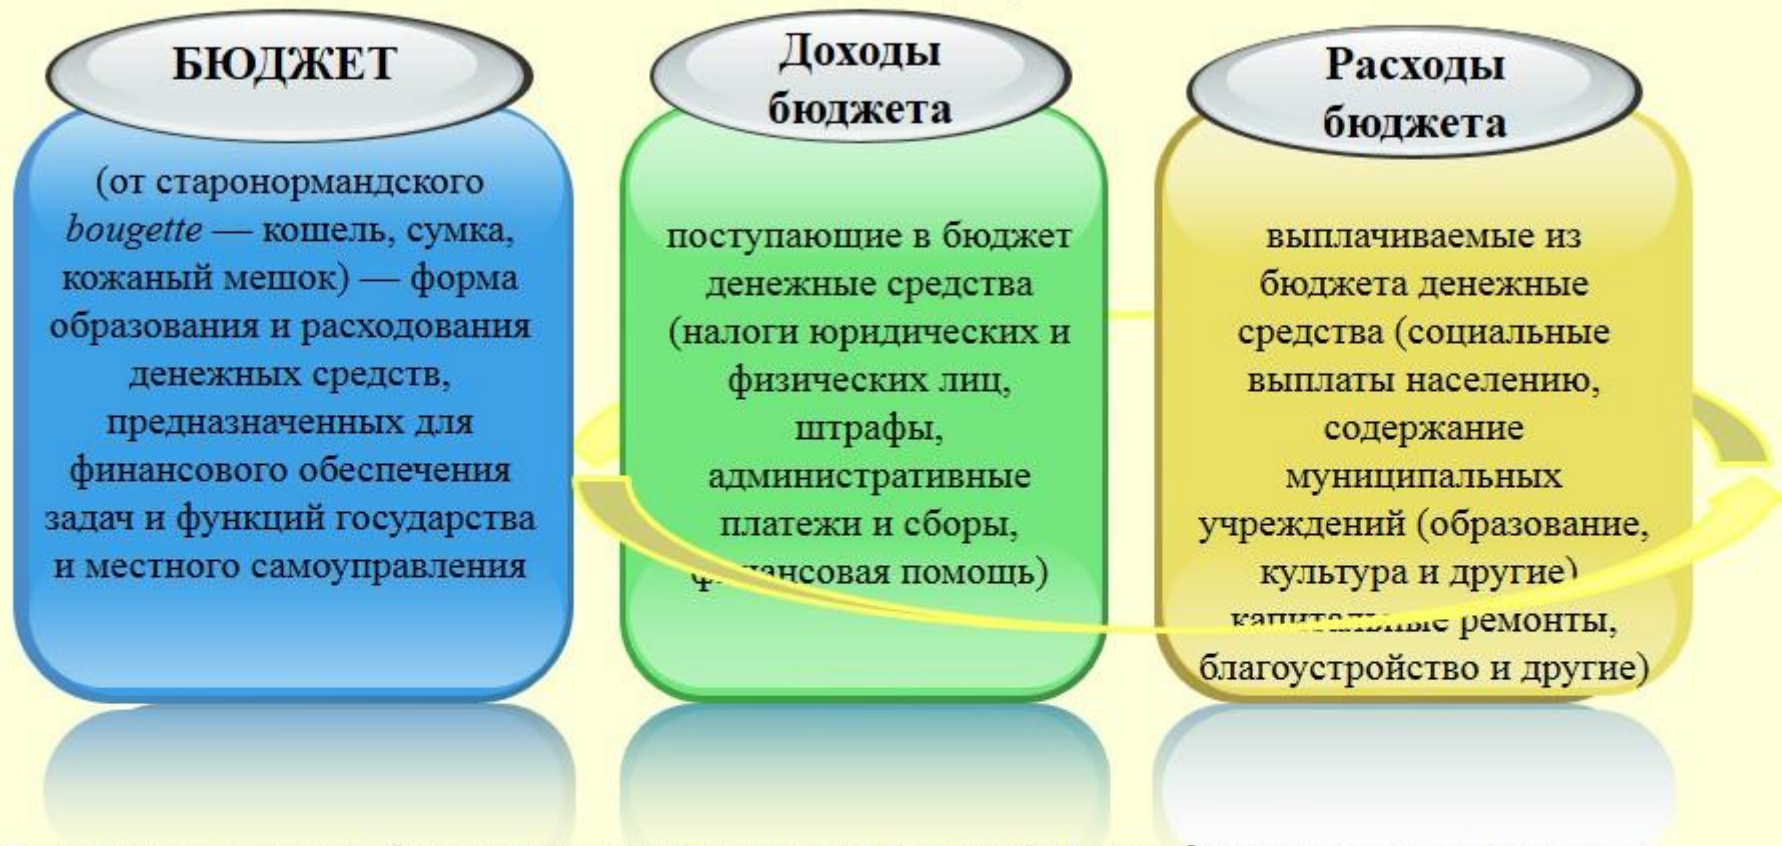 БЮДЖЕТ
(от старонормандского
bougette — кошель, сумка,
кожаный мешок) — форма
образования и расходования
денежных средств,
предназначенных для
финансового обеспечения
задач и функций государства
и местного самоуправления
Доходы
бюджета
поступающие в бюджет
денежные средства
(налоги юридических и
физических лиц,
штрафы,
административные
платежи и сборы,
финансовая помощь)
Расходы
бюджета
выплачиваемые из
бюджета денежные
средства (социальные
выплаты населению,
содержание
муниципальных
учреждений (образование,
культура и другие)
капитальные ремонты,
благоустройство и другие)